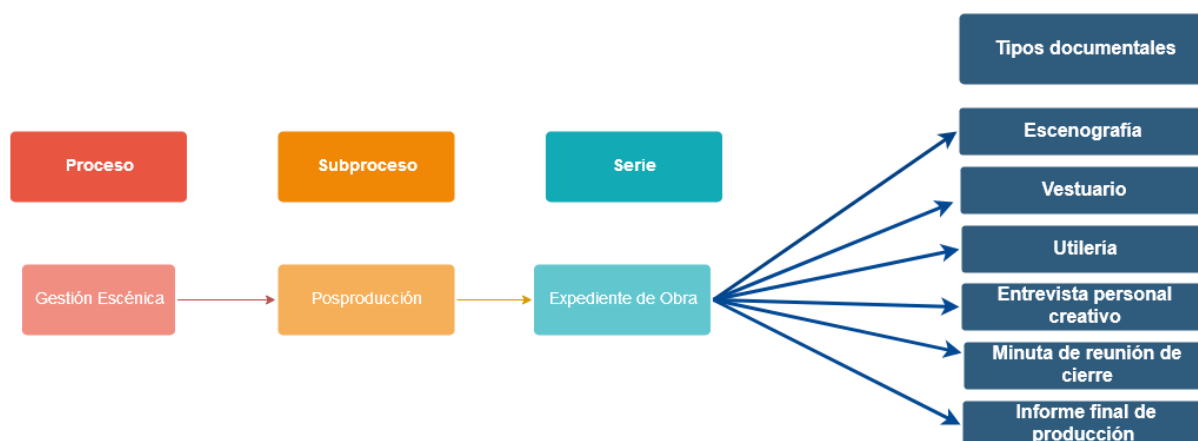 Tipos documentales
Escenografía
Proceso
Subproceso
Serie
Vestuario
Utilería
Gestión Escénica
Posproducción
Expediente de Obra
Entrevista personal
creativo
Minuta de reunión de
cierre
Informe final de
producción